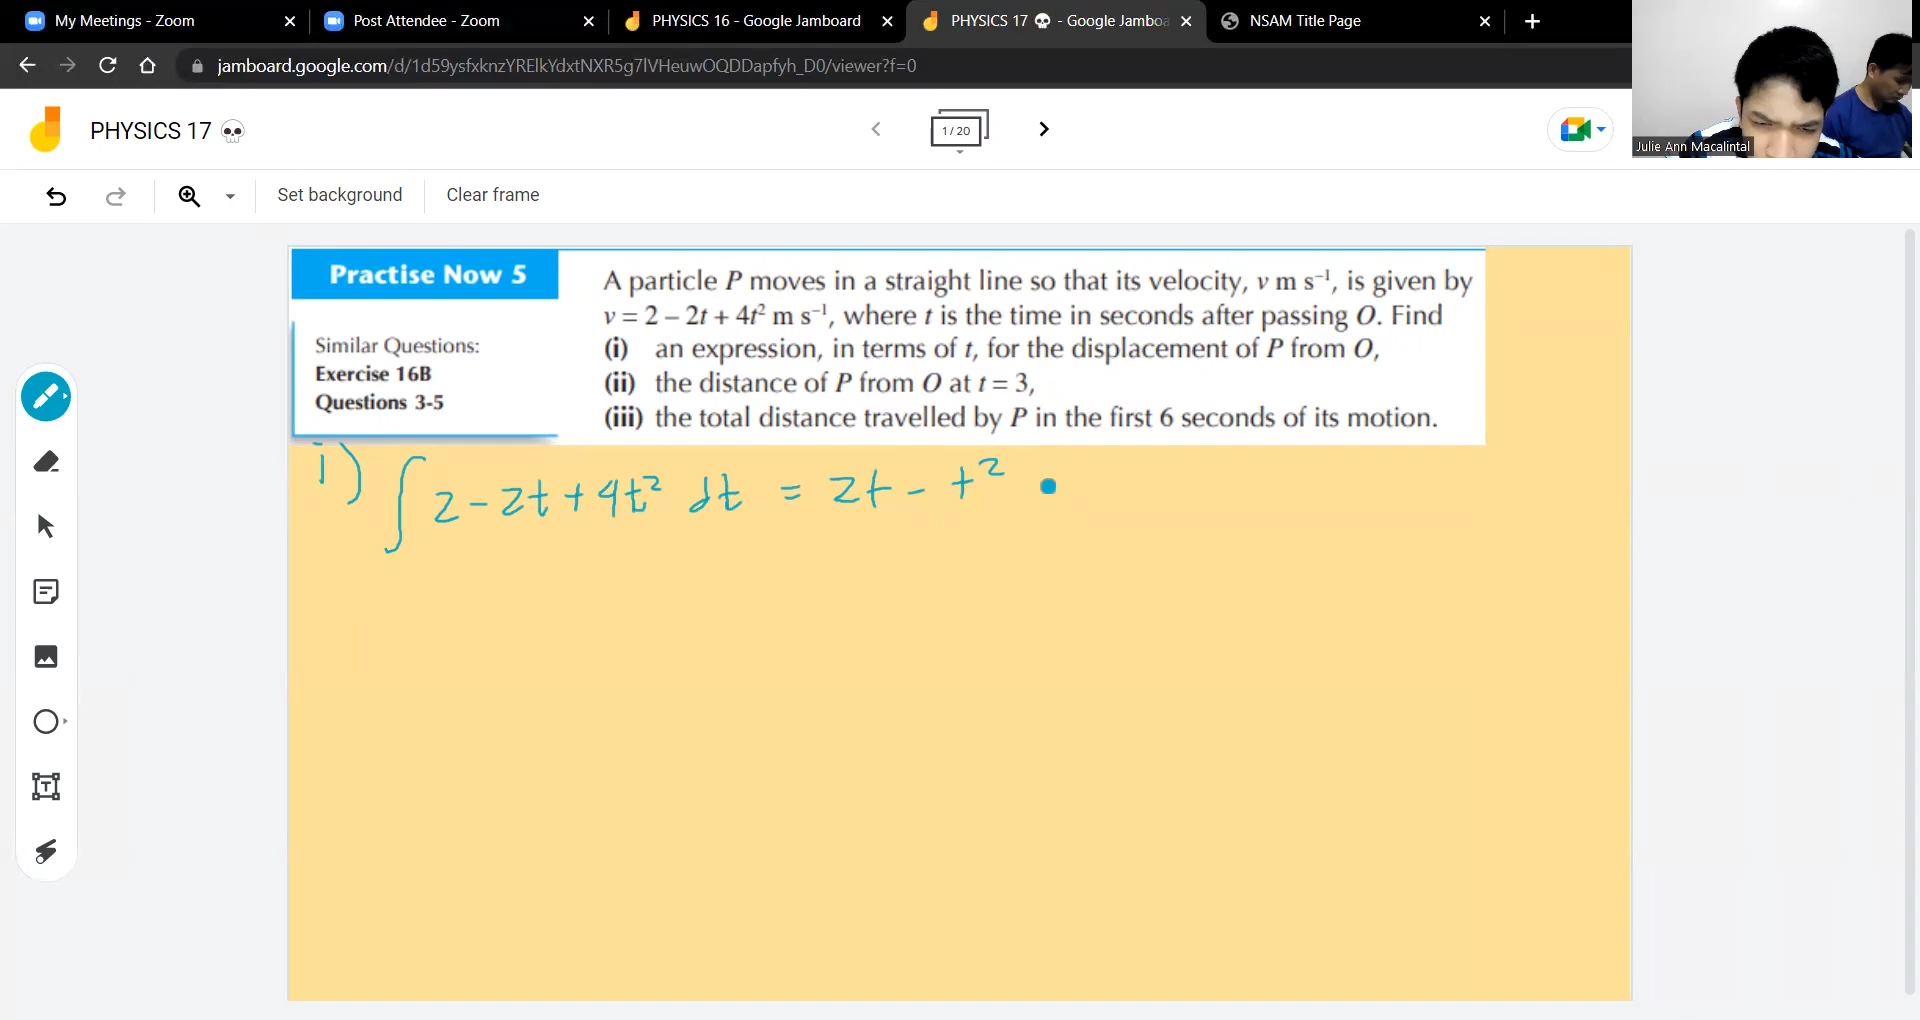 My Meetings - Zoom
Post Attendee - Zoom
PHYSICS 16 - Google Jamboard
PHYSICS 17 💀 - Google Jamboa
NSAM Title Page
jamboard.google.com/d/1d59ysfxknzYRElkYdxtNXR5g7lVHeuwOQDDapfyh_D0/viewer?f=0
PHYSICS 17 💀
1 / 20
Julie Ann Macalintal
Set background
Clear frame
Practise Now 5
Similar Questions:
Exercise 16B
Questions 3-5
A particle P moves in a straight line so that its velocity, v m s⁻¹, is given by
v = 2 – 2t + 4t² m s⁻¹, where t is the time in seconds after passing O. Find
(i) an expression, in terms of t, for the displacement of P from O,
(ii) the distance of P from O at t = 3,
(iii) the total distance travelled by P in the first 6 seconds of its motion.
i) ∫ 2 - 2t + 4t² dt = 2t - t²